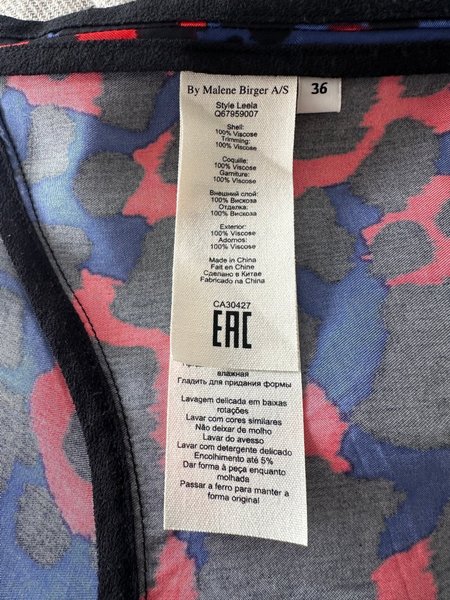 By Malene Birger A/S
36
Style Leela
Q67959007
Shell:
100% Viscose
Trimming:
100% Viscose
Coquille:
100% Viscose
Garniture:
100% Viscose
Внешний слой:
100% Вискоза
Отделка:
100% Вискоза
Exterior:
100% Viscose
Adornos:
100% Viscose
Made in China
Fait en Chine
Сделано в Китае
Fabricado na China
CA30427
EAC
влажная
Гладить для придания формы
Lavagem delicada em baixas
rotações
Lavar com cores similares
Não deixar de molho
Lavar do avesso
Lavar com detergente delicado
Encolhimento até 5%
Dar forma à peça enquanto
molhada
Passar a ferro para manter a
forma original